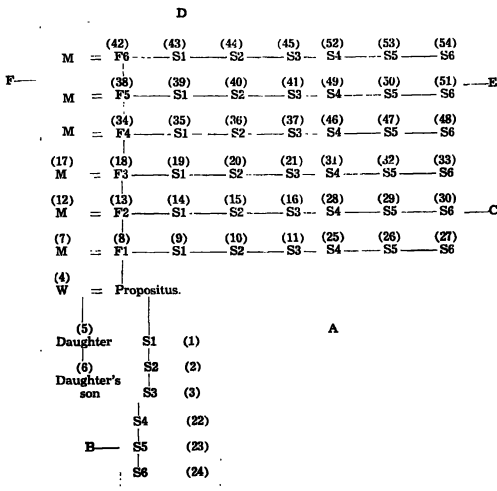 D
(42) (43) (44) (45) (52) (53) (54)
M = F6 S1 S2 S3 S4 S5 S6
F E
(38) (39) (40) (41) (49) (50) (51)
M = F5 S1 S2 S3 S4 S5 S6
(34) (35) (36) (37) (46) (47) (48)
M = F4 S1 S2 S3 S4 S5 S6
(17) (18) (19) (20) (21) (31) (32) (33)
M = F3 S1 S2 S3 S4 S5 S6
(12) (13) (14) (15) (16) (28) (29) (30)
M = F2 S1 S2 S3 S4 S5 S6 C
(7) (8) (9) (10) (11) (25) (26) (27)
M = F1 S1 S2 S3 S4 S5 S6
(4)
W = Propositus.
A
(5)
Daughter S1 (1)
(6) S2 (2)
Daughter's
son S3 (3)
S4 (22)
B S5 (23)
S6 (24)